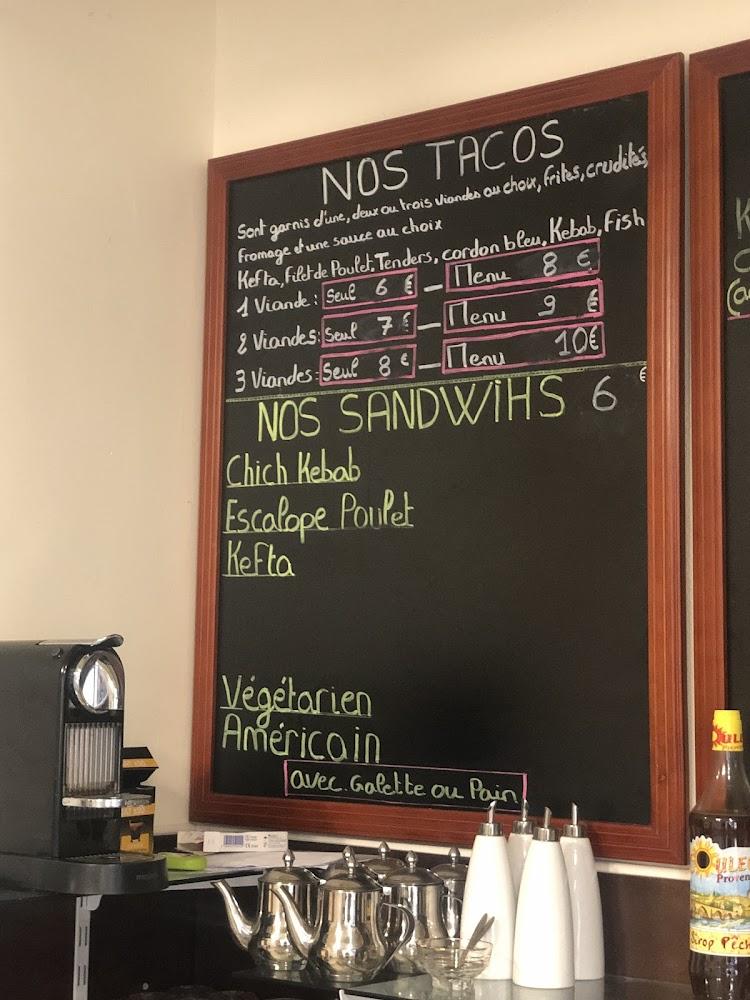 NOS TACOS
Sont garnis d'une, deux ou trois viandes au choix, frites, crudités,
fromage et une sauce au choix
Kefta, Filet de Poulet, Tenders, cordon bleu, Kebab, Fish
1 Viande : Seul 6 € – Menu 8 €
2 Viandes: Seul 7 € – Menu 9 €
3 Viandes: Seul 8 € – Menu 10€
NOS SANDWiHS 6 €
Chich Kebab
Escalope Poulet
Kefta
Végétarien
Américain
avec. Galette ou Pain
Proven
Sirop Pêch